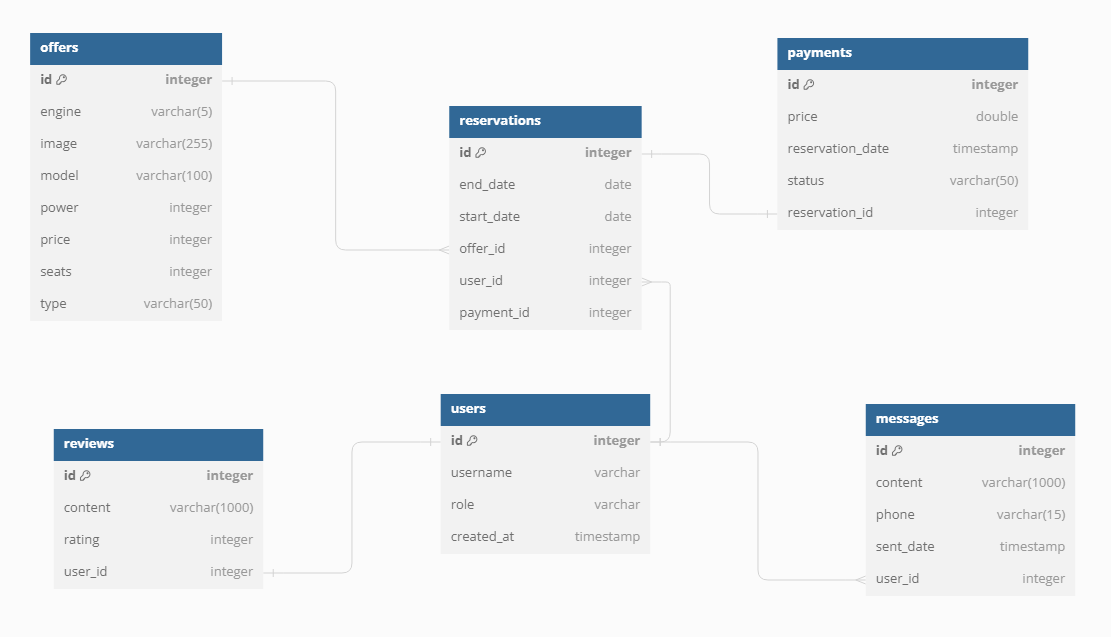 offers
id integer
engine varchar(5)
image varchar(255)
model varchar(100)
power integer
price integer
seats integer
type varchar(50)
reservations
id integer
end_date date
start_date date
offer_id integer
user_id integer
payment_id integer
payments
id integer
price double
reservation_date timestamp
status varchar(50)
reservation_id integer
reviews
id integer
content varchar(1000)
rating integer
user_id integer
users
id integer
username varchar
role varchar
created_at timestamp
messages
id integer
content varchar(1000)
phone varchar(15)
sent_date timestamp
user_id integer